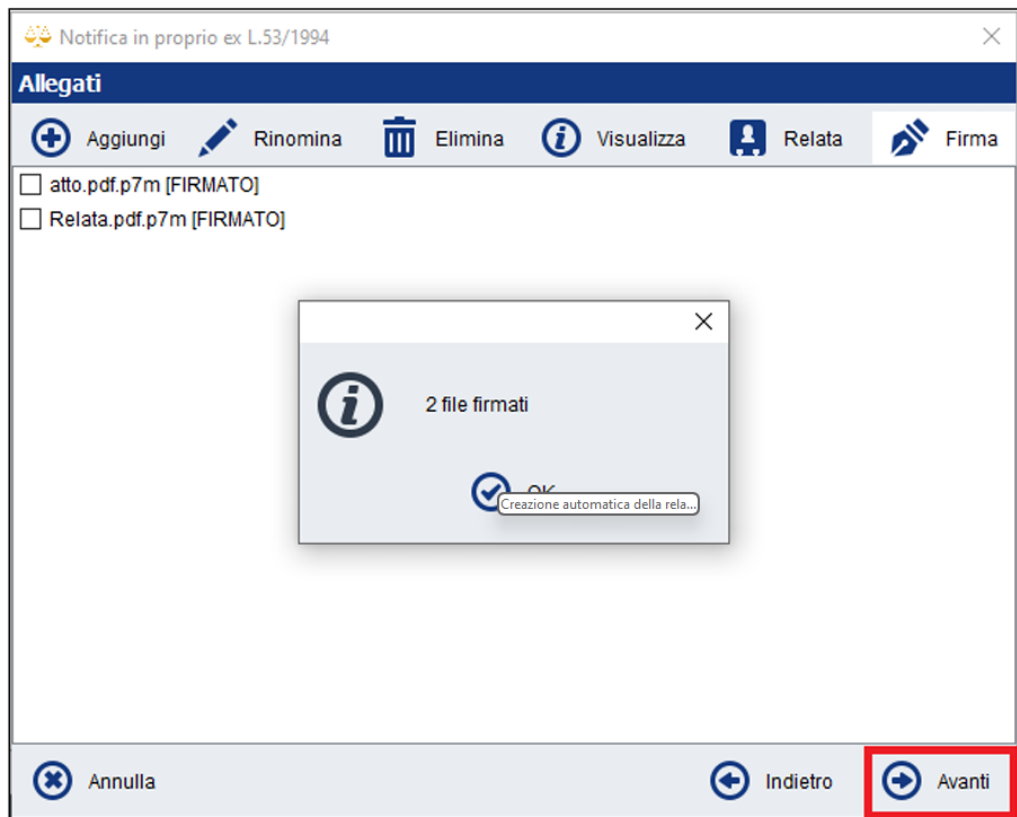 Notifica in proprio ex L.53/1994
Allegati
Aggiungi Rinomina Elimina Visualizza Relata Firma
atto.pdf.p7m [FIRMATO]
Relata.pdf.p7m [FIRMATO]
2 file firmati
OK
Creazione automatica della rela...
Annulla Indietro Avanti